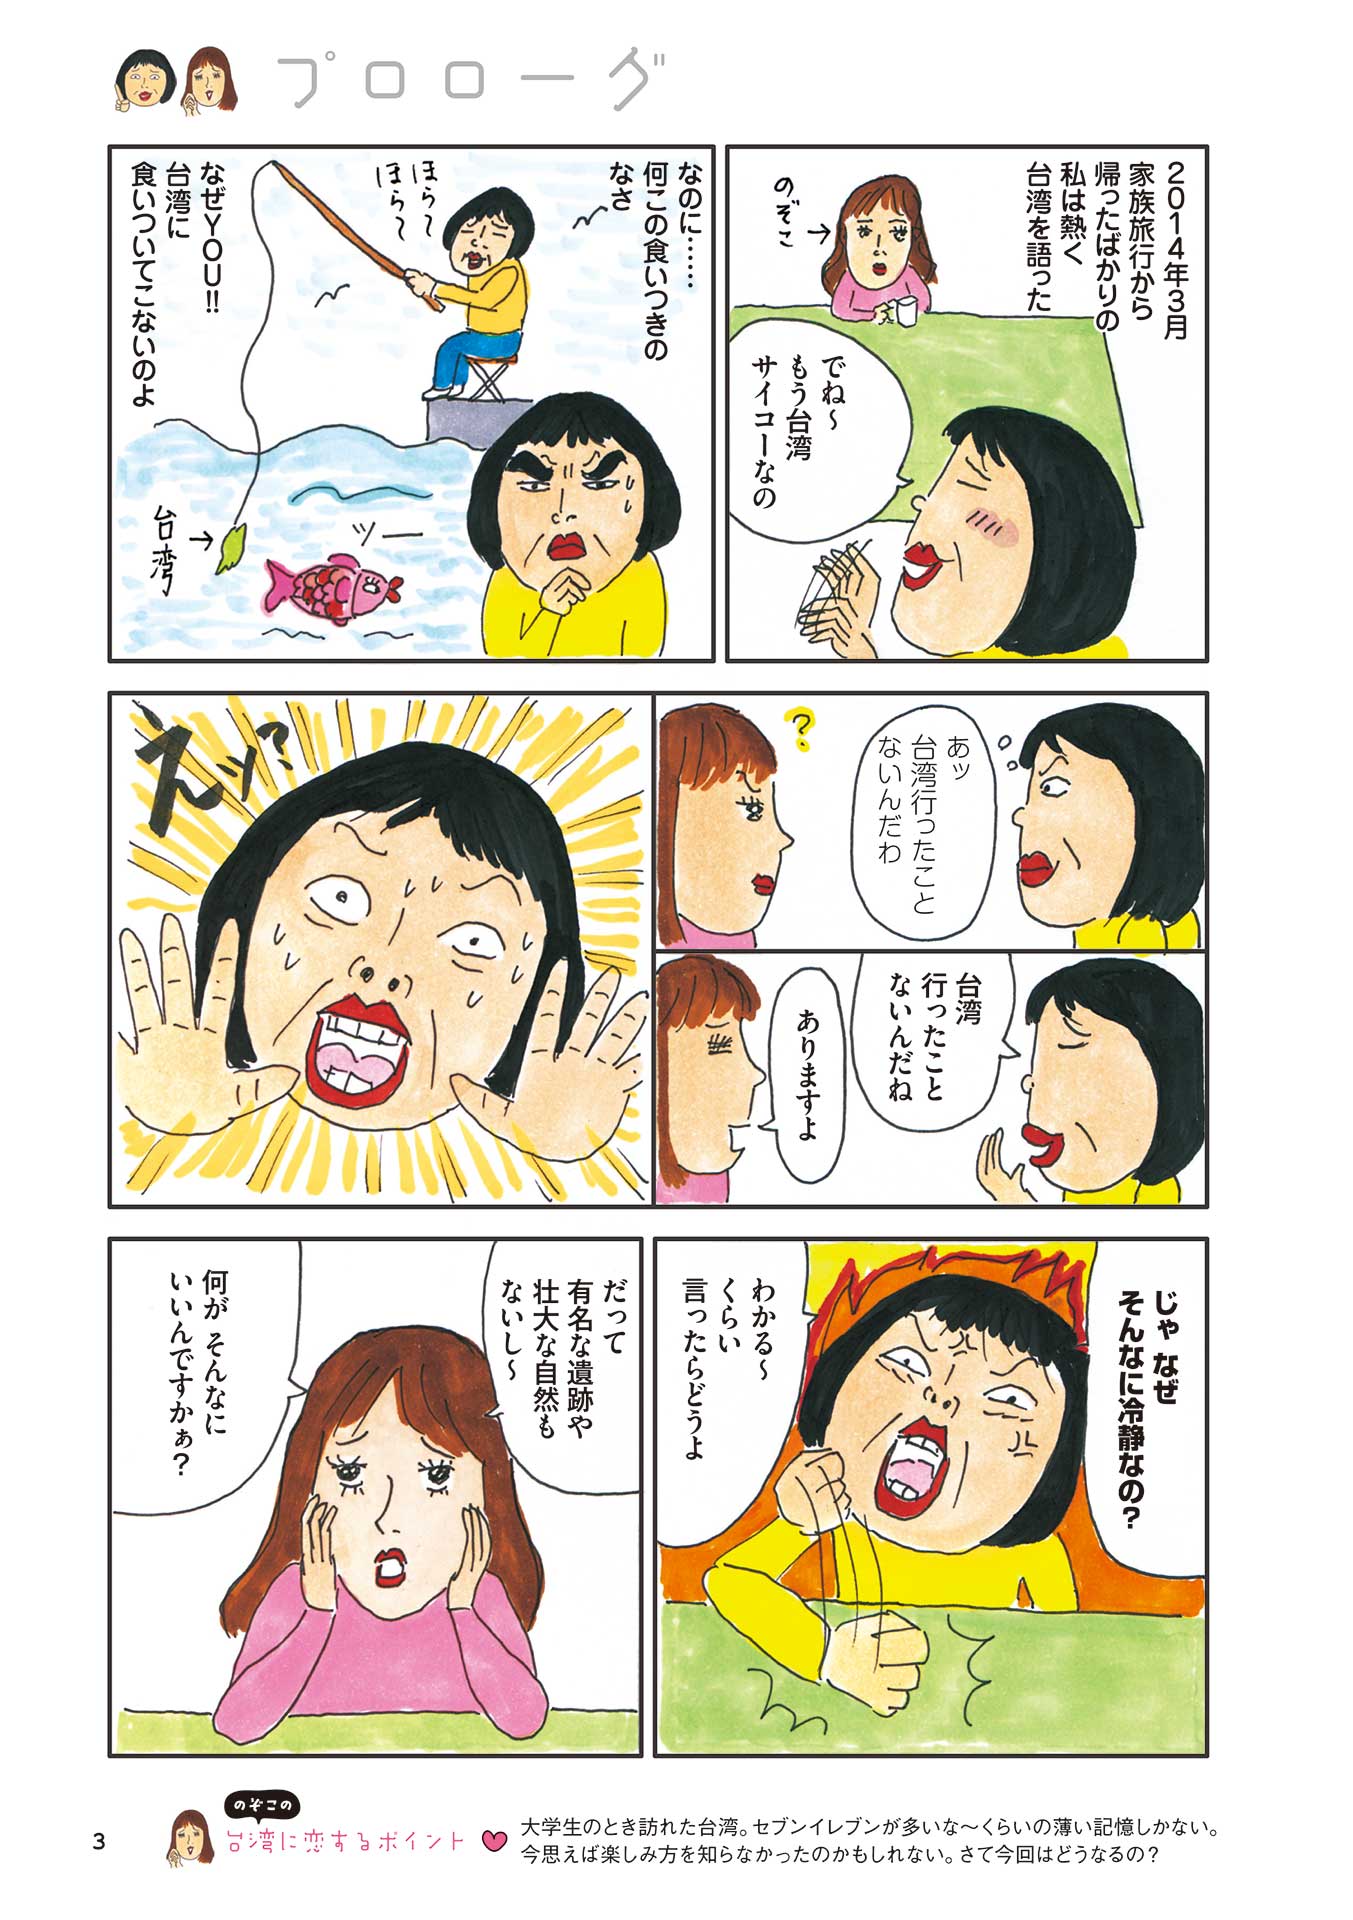 プロローグ
2014年3月
家族旅行から
帰ったばかりの
私は熱く
台湾を語った
のぞこ
でね〜
もう台湾
サイコーなの
なのに……
何この食いつきの
なさ
ほら〜
ほら〜
なぜYOU!!
台湾に
食いついてこないのよ
台湾
ツー
あッ
台湾行ったこと
ないんだわ
?
台湾
行ったこと
ないんだね
ありますよ
えッ?
じゃ なぜ
そんなに冷静なの?
わかる〜
くらい
言ったらどうよ
だって
有名な遺跡や
壮大な自然も
ないし〜
何が そんなに
いいんですかぁ?
3
のぞこの
台湾に恋するポイント
大学生のとき訪れた台湾。セブンイレブンが多いな〜くらいの薄い記憶しかない。
今思えば楽しみ方を知らなかったのかもしれない。さて今回はどうなるの?